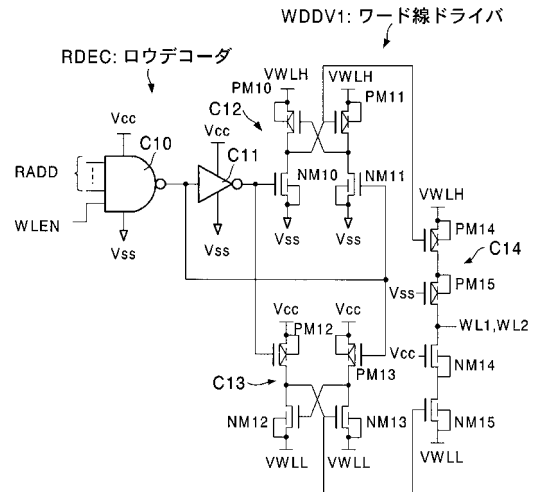 WDDV1: ワード線ドライバ
RDEC: ロウデコーダ
VWLH VWLH
PM10 PM11
C12
Vcc
C10
Vcc
C11
RADD
WLEN
NM10 NM11
Vss
Vss
Vss Vss
VWLH
PM14
C14
PM15
Vss
WL1,WL2
Vcc Vcc
PM12
PM13
Vcc
NM14
C13
NM12 NM13
NM15
VWLL VWLL
VWLL